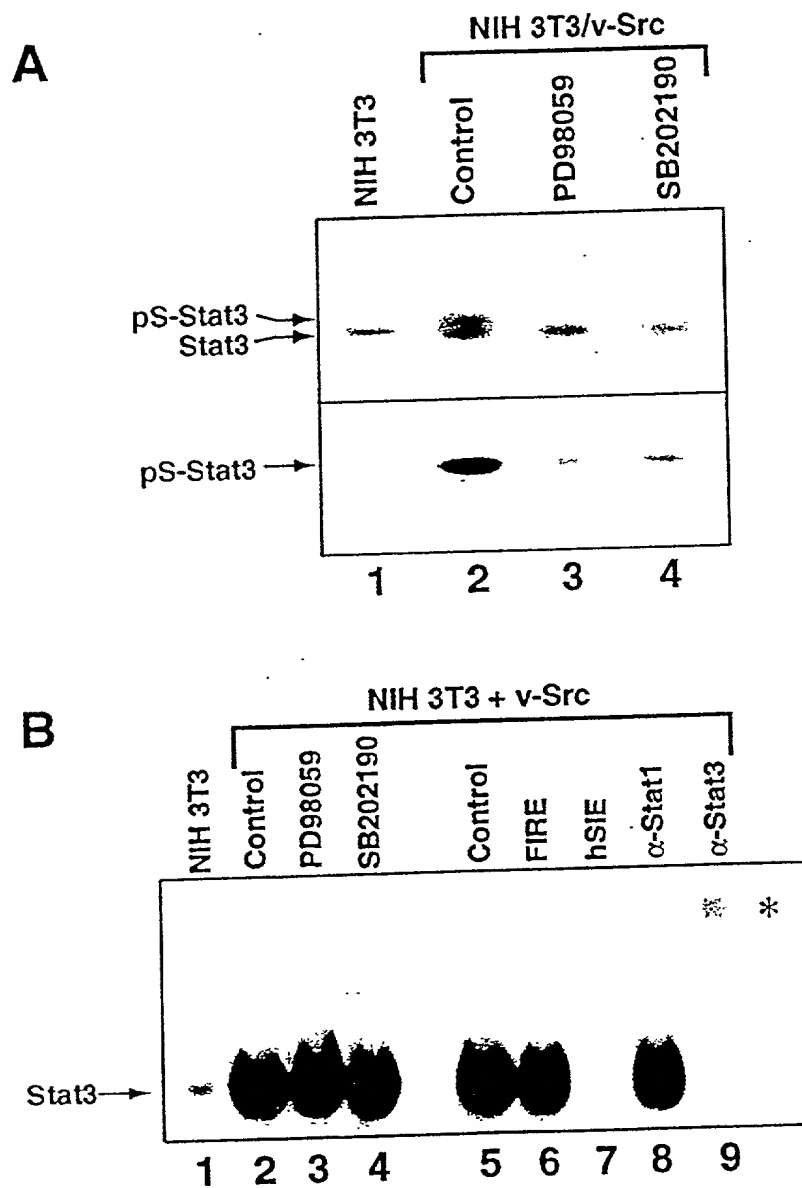 A
NIH 3T3/v-Src
NIH 3T3
Control
PD98059
SB202190
pS-Stat3
Stat3
pS-Stat3
1 2 3 4
B
NIH 3T3 + v-Src
NIH 3T3
Control
PD98059
SB202190
Control
FIRE
hSIE
α-Stat1
α-Stat3
*
Stat3
1 2 3 4 5 6 7 8 9